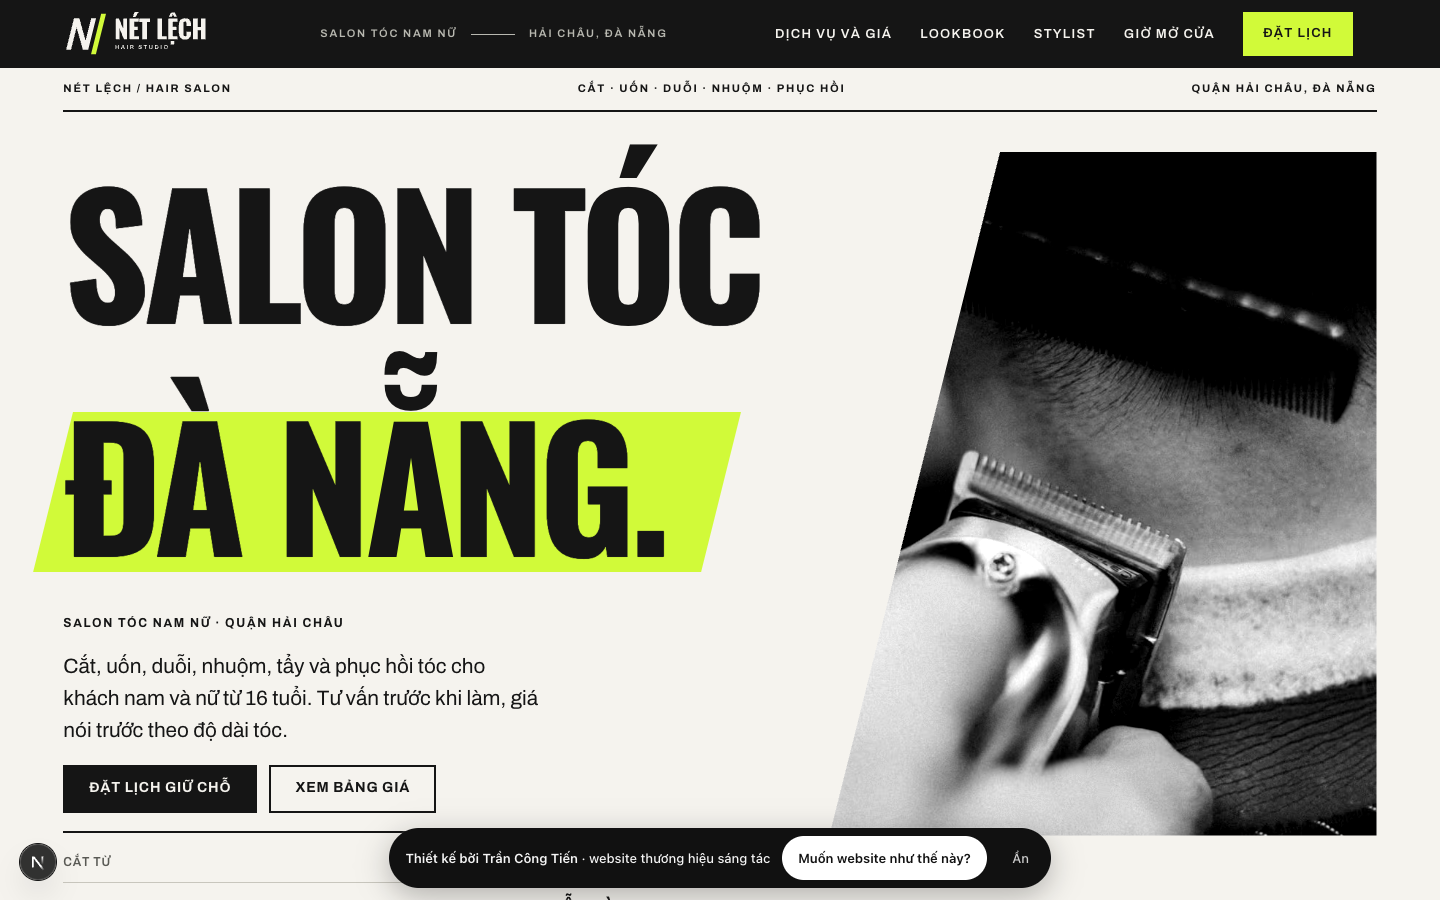 NÉT LỆCH
HAIR STUDIO
SALON TÓC NAM NỮ
HẢI CHÂU, ĐÀ NẴNG
DỊCH VỤ VÀ GIÁ
LOOKBOOK
STYLIST
GIỜ MỞ CỬA
ĐẶT LỊCH
NÉT LỆCH / HAIR SALON
CẮT · UỐN · DUỖI · NHUỘM · PHỤC HỒI
QUẬN HẢI CHÂU, ĐÀ NẴNG
SALON TÓC
ĐÀ NẴNG.
SALON TÓC NAM NỮ · QUẬN HẢI CHÂU
Cắt, uốn, duỗi, nhuộm, tẩy và phục hồi tóc cho
khách nam và nữ từ 16 tuổi. Tư vấn trước khi làm, giá
nói trước theo độ dài tóc.
ĐẶT LỊCH GIỮ CHỖ
XEM BẢNG GIÁ
CẮT TỪ
Thiết kế bởi Trần Công Tiến · website thương hiệu sáng tác
Muốn website như thế này?
Ẩn